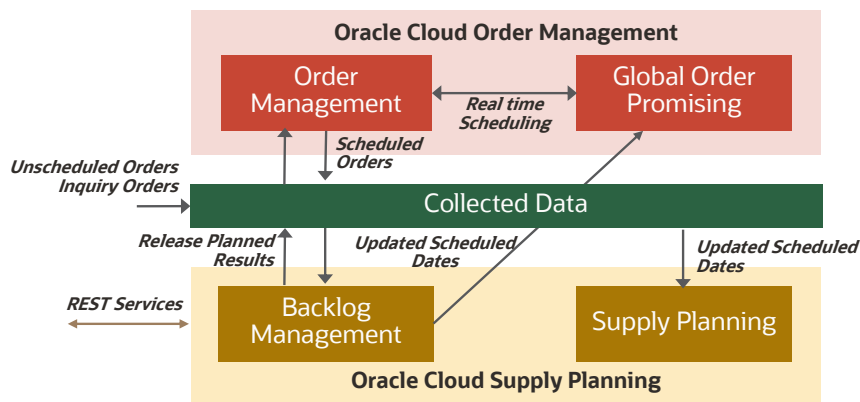 Oracle Cloud Order Management
Order
Management
Global Order
Promising
Real time
Scheduling
Scheduled
Orders
Unscheduled Orders
Inquiry Orders
Collected Data
Release Planned
Results
Updated Scheduled
Dates
Updated Scheduled
Dates
REST Services
Backlog
Management
Supply Planning
Oracle Cloud Supply Planning